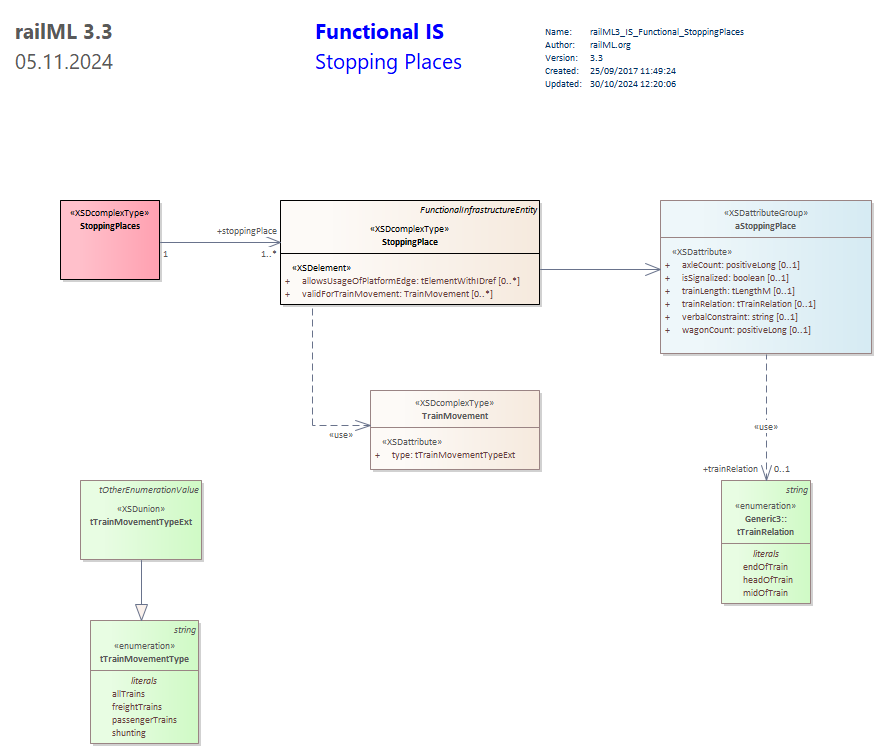 railML 3.3
05.11.2024
Functional IS
Stopping Places
Name: railML3_IS_Functional_StoppingPlaces
Author: railML.org
Version: 3.3
Created: 25/09/2017 11:49:24
Updated: 30/10/2024 12:20:06
«XSDcomplexType»
StoppingPlaces
+stoppingPlace
1
1..*
FunctionalInfrastructureEntity
«XSDcomplexType»
StoppingPlace
«XSDelement»
+ allowsUsageOfPlatformEdge: tElementWithIDref [0..*]
+ validForTrainMovement: TrainMovement [0..*]
«XSDattributeGroup»
aStoppingPlace
«XSDattribute»
+ axleCount: positiveLong [0..1]
+ isSignalized: boolean [0..1]
+ trainLength: tLengthM [0..1]
+ trainRelation: tTrainRelation [0..1]
+ verbalConstraint: string [0..1]
+ wagonCount: positiveLong [0..1]
«use»
«XSDcomplexType»
TrainMovement
«XSDattribute»
+ type: tTrainMovementTypeExt
«use»
+trainRelation 0..1
tOtherEnumerationValue
«XSDunion»
tTrainMovementTypeExt
string
«enumeration»
Generic3::
tTrainRelation
literals
endOfTrain
headOfTrain
midOfTrain
string
«enumeration»
tTrainMovementType
literals
allTrains
freightTrains
passengerTrains
shunting